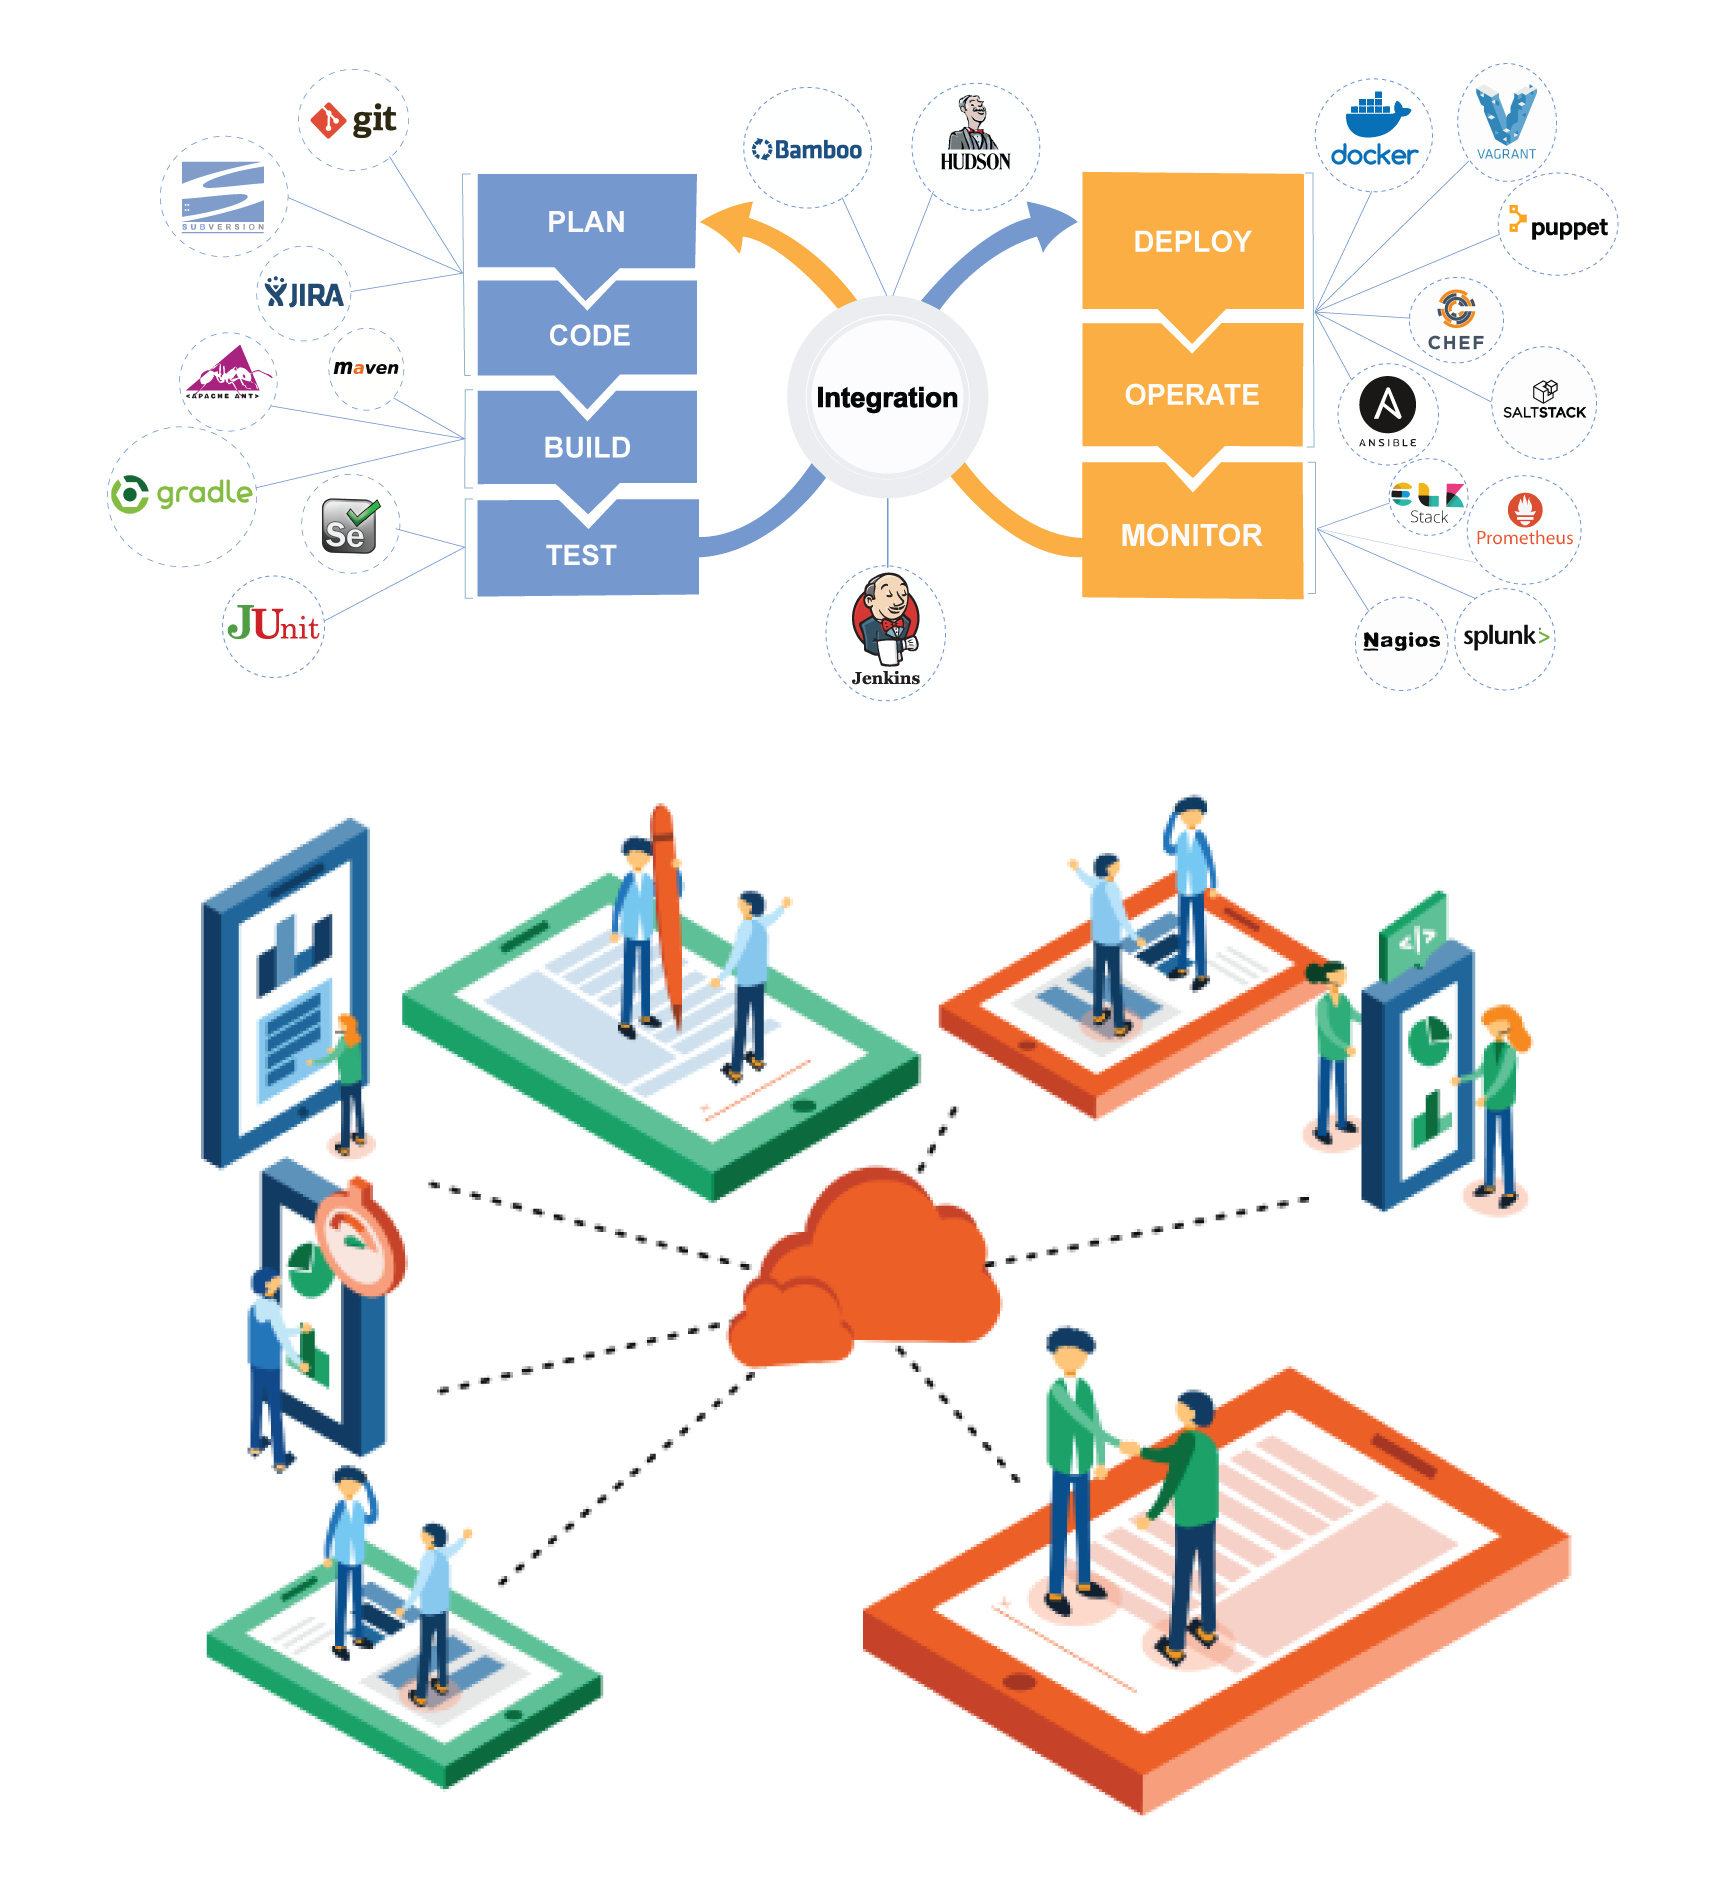 git
SUBVERSION
JIRA
<APACHE ANT>
maven
gradle
Se
JUnit
PLAN
CODE
BUILD
TEST
Bamboo
HUDSON
Integration
Jenkins
DEPLOY
OPERATE
MONITOR
docker
VAGRANT
puppet
CHEF
SALTSTACK
ANSIBLE
ELK
Stack
Prometheus
Nagios
splunk>
</>